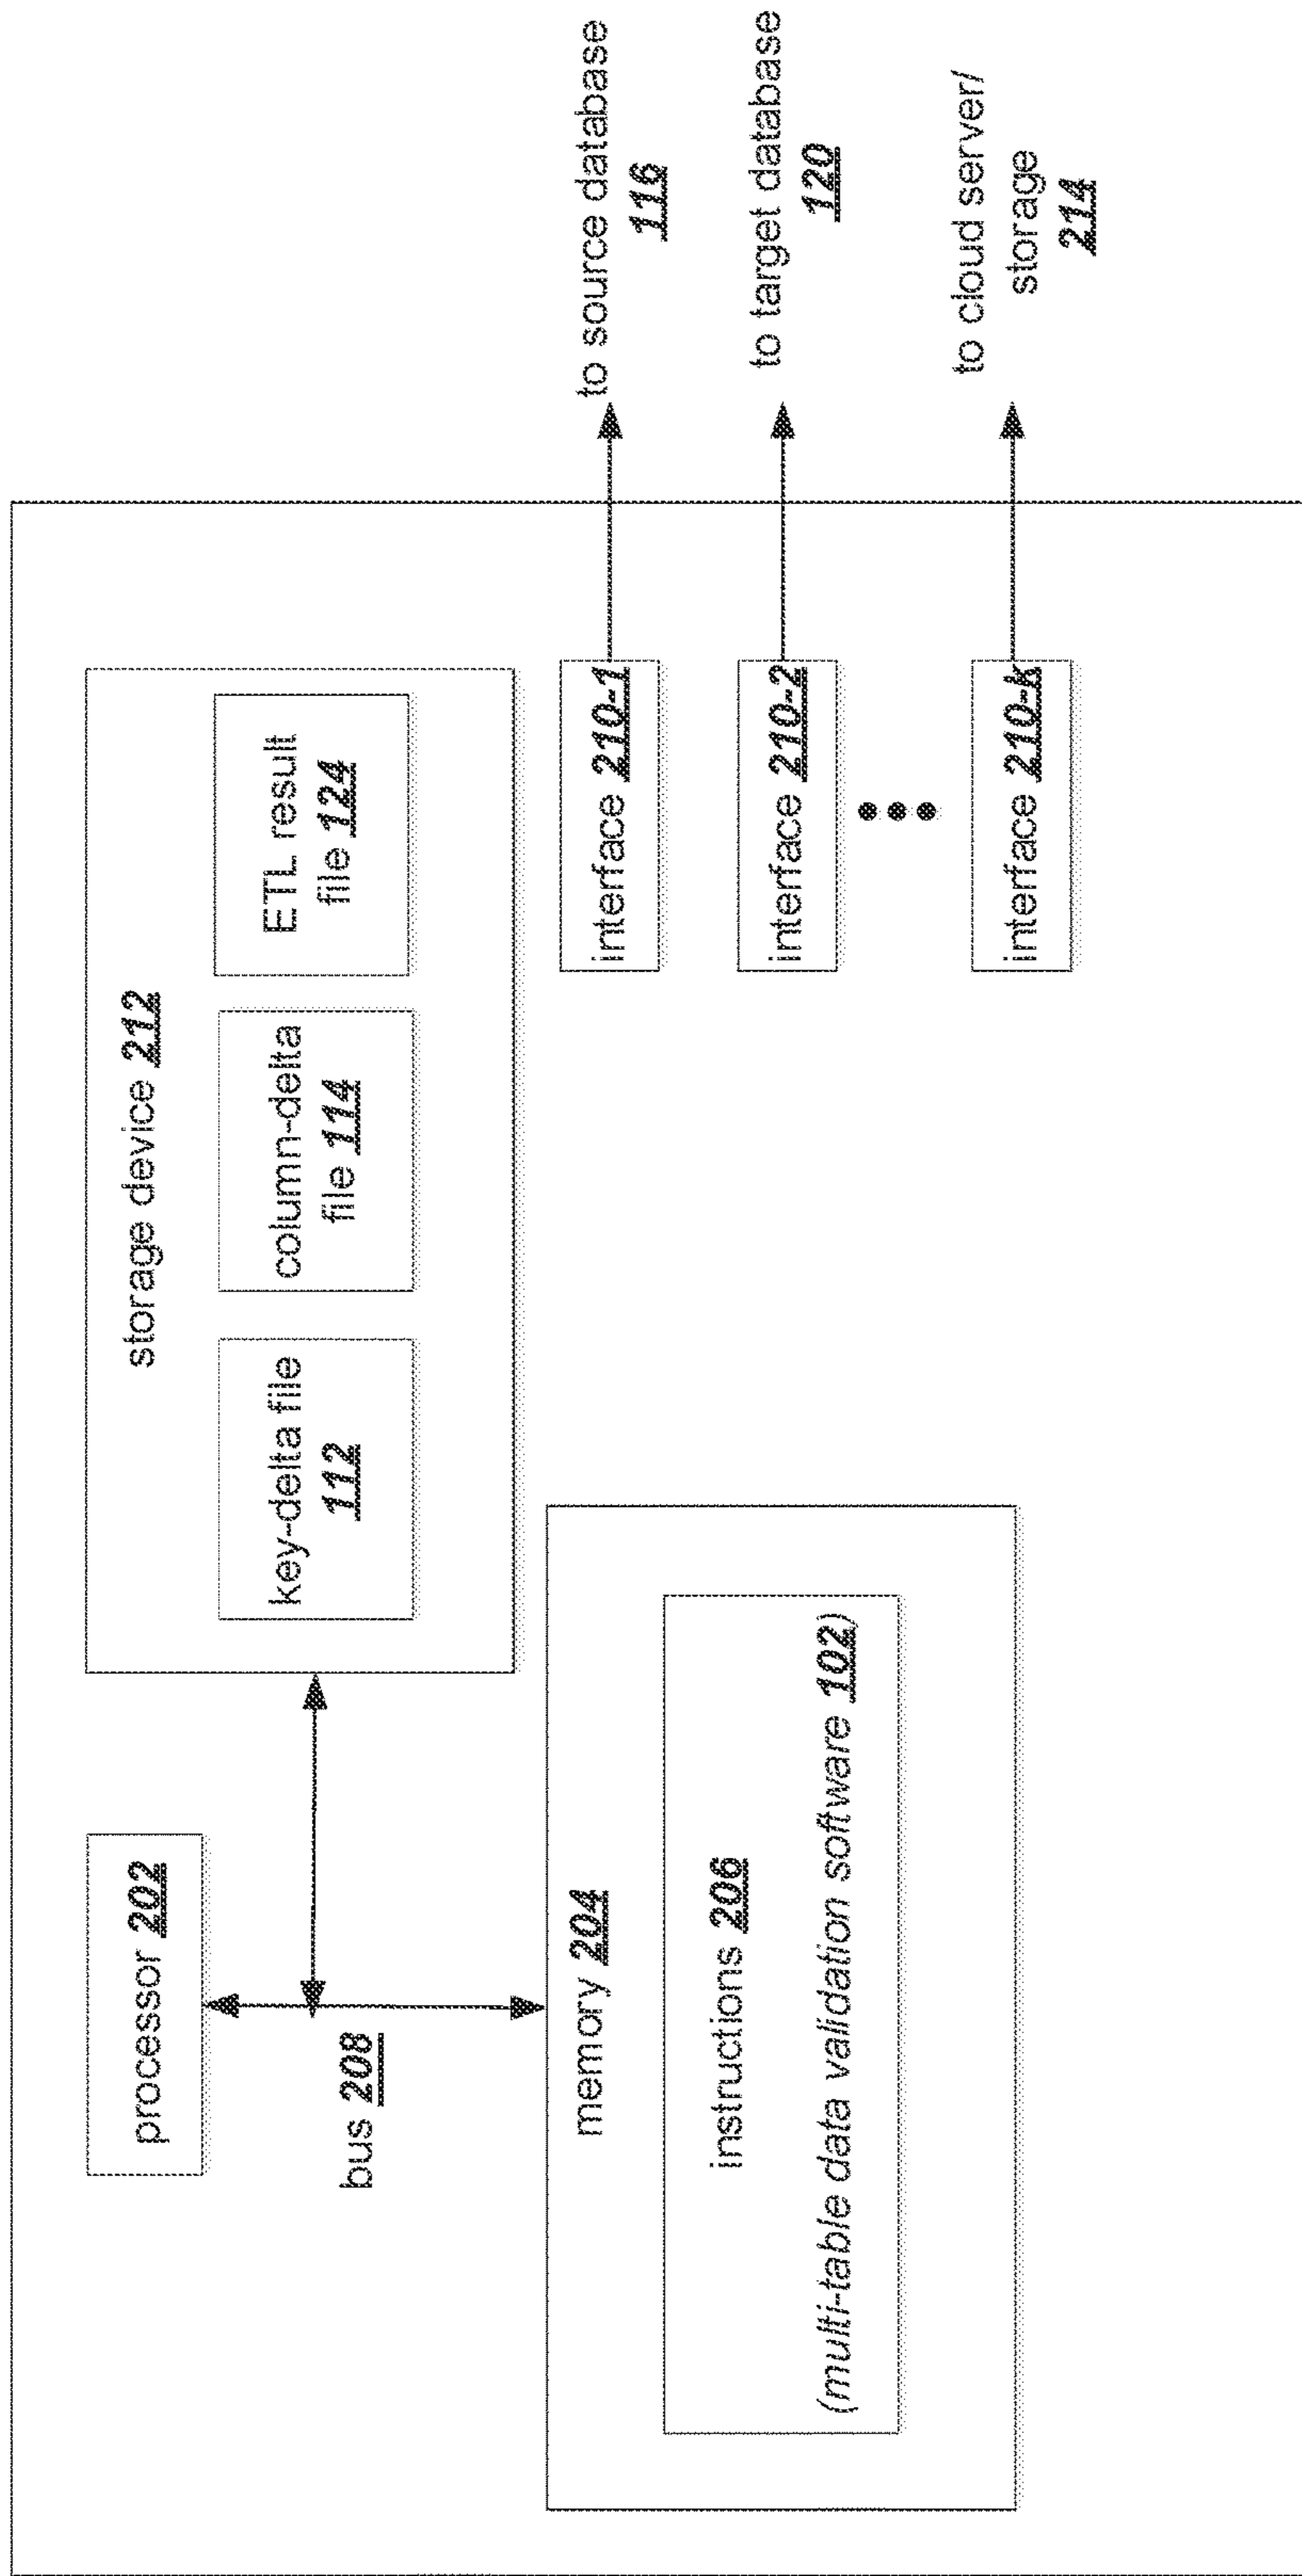 processor 202
bus 208
storage device 212
key-delta file
112
column-delta
file 114
ETL result
file 124
memory 204
instructions 206
(multi-table data validation software 102)
interface 210-1
to source database
116
interface 210-2
to target database
120
interface 210-k
to cloud server/
storage
214